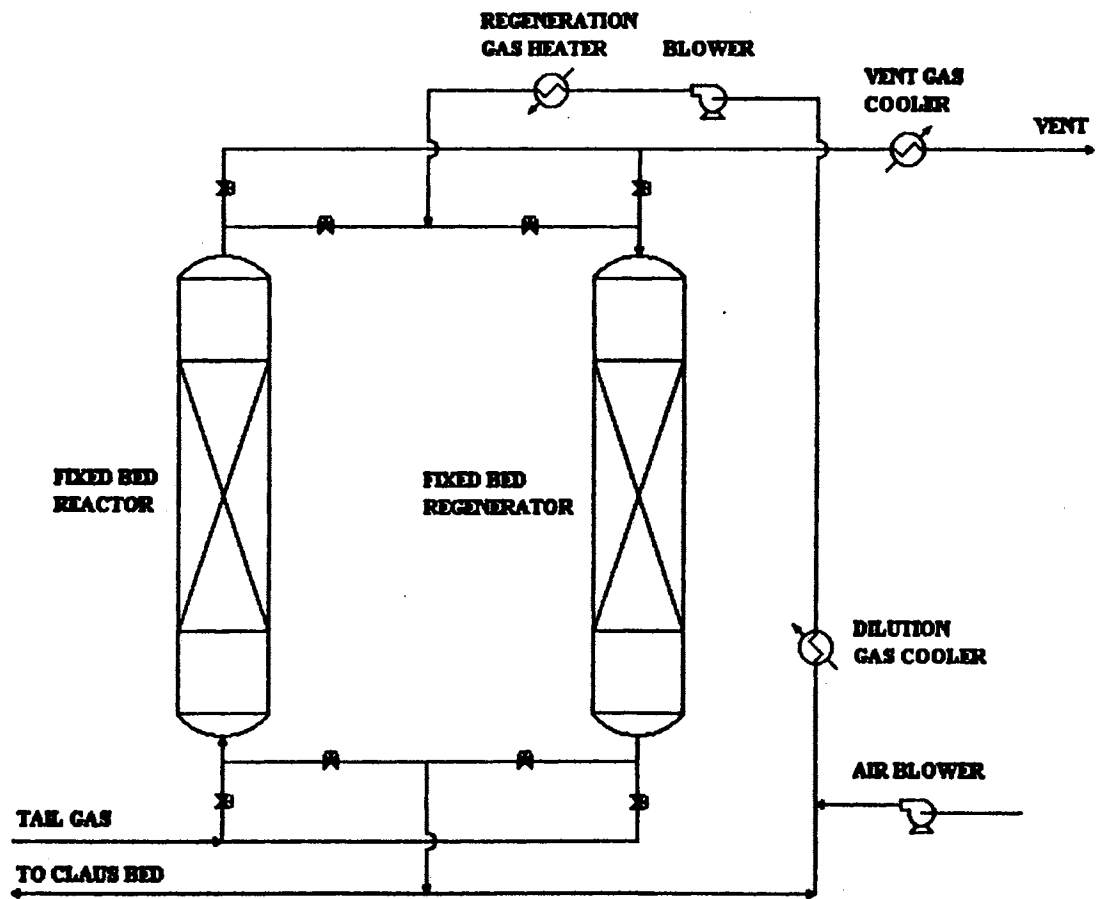 REGENERATION
GAS HEATER
BLOWER
VENT GAS
COOLER
VENT
FIXED BED
REACTOR
FIXED BED
REGENERATOR
DILUTION
GAS COOLER
AIR BLOWER
TAIL GAS
TO CLAUS BED